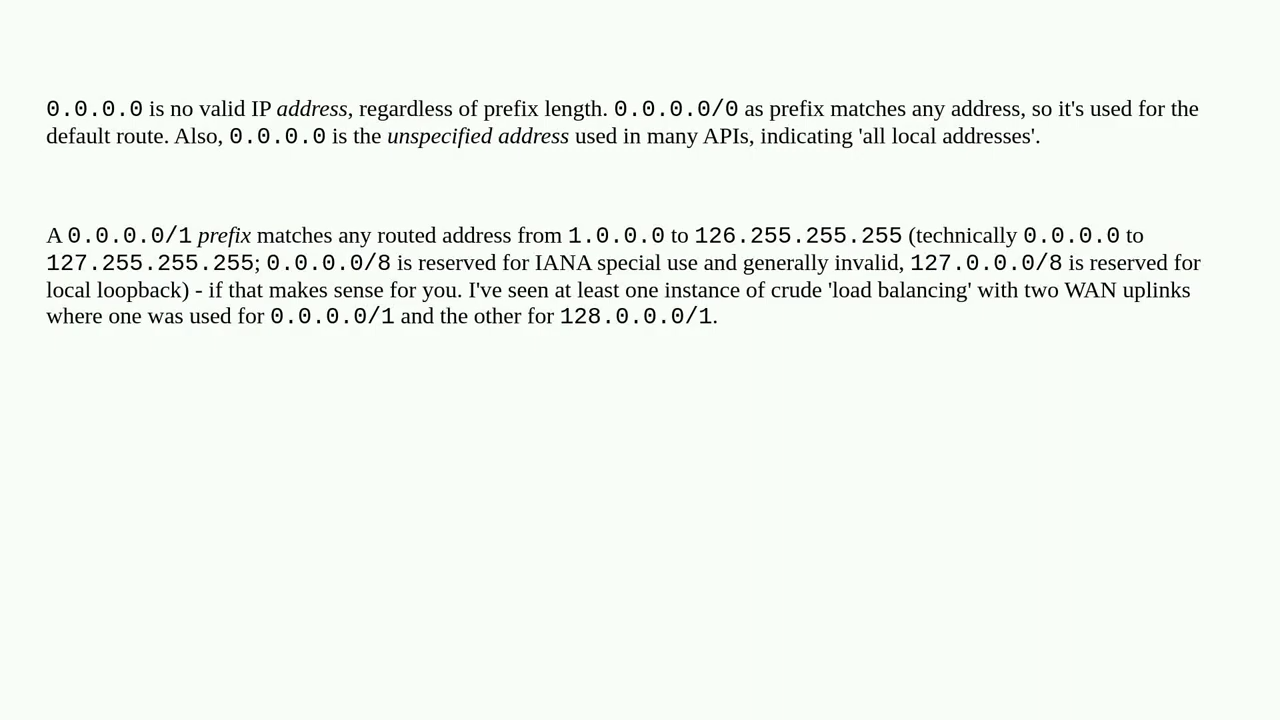 0.0.0.0 is no valid IP address, regardless of prefix length. 0.0.0.0/0 as prefix matches any address, so it's used for the
default route. Also, 0.0.0.0 is the unspecified address used in many APIs, indicating 'all local addresses'.
A 0.0.0.0/1 prefix matches any routed address from 1.0.0.0 to 126.255.255.255 (technically 0.0.0.0 to
127.255.255.255; 0.0.0.0/8 is reserved for IANA special use and generally invalid, 127.0.0.0/8 is reserved for
local loopback) - if that makes sense for you. I've seen at least one instance of crude 'load balancing' with two WAN uplinks
where one was used for 0.0.0.0/1 and the other for 128.0.0.0/1.